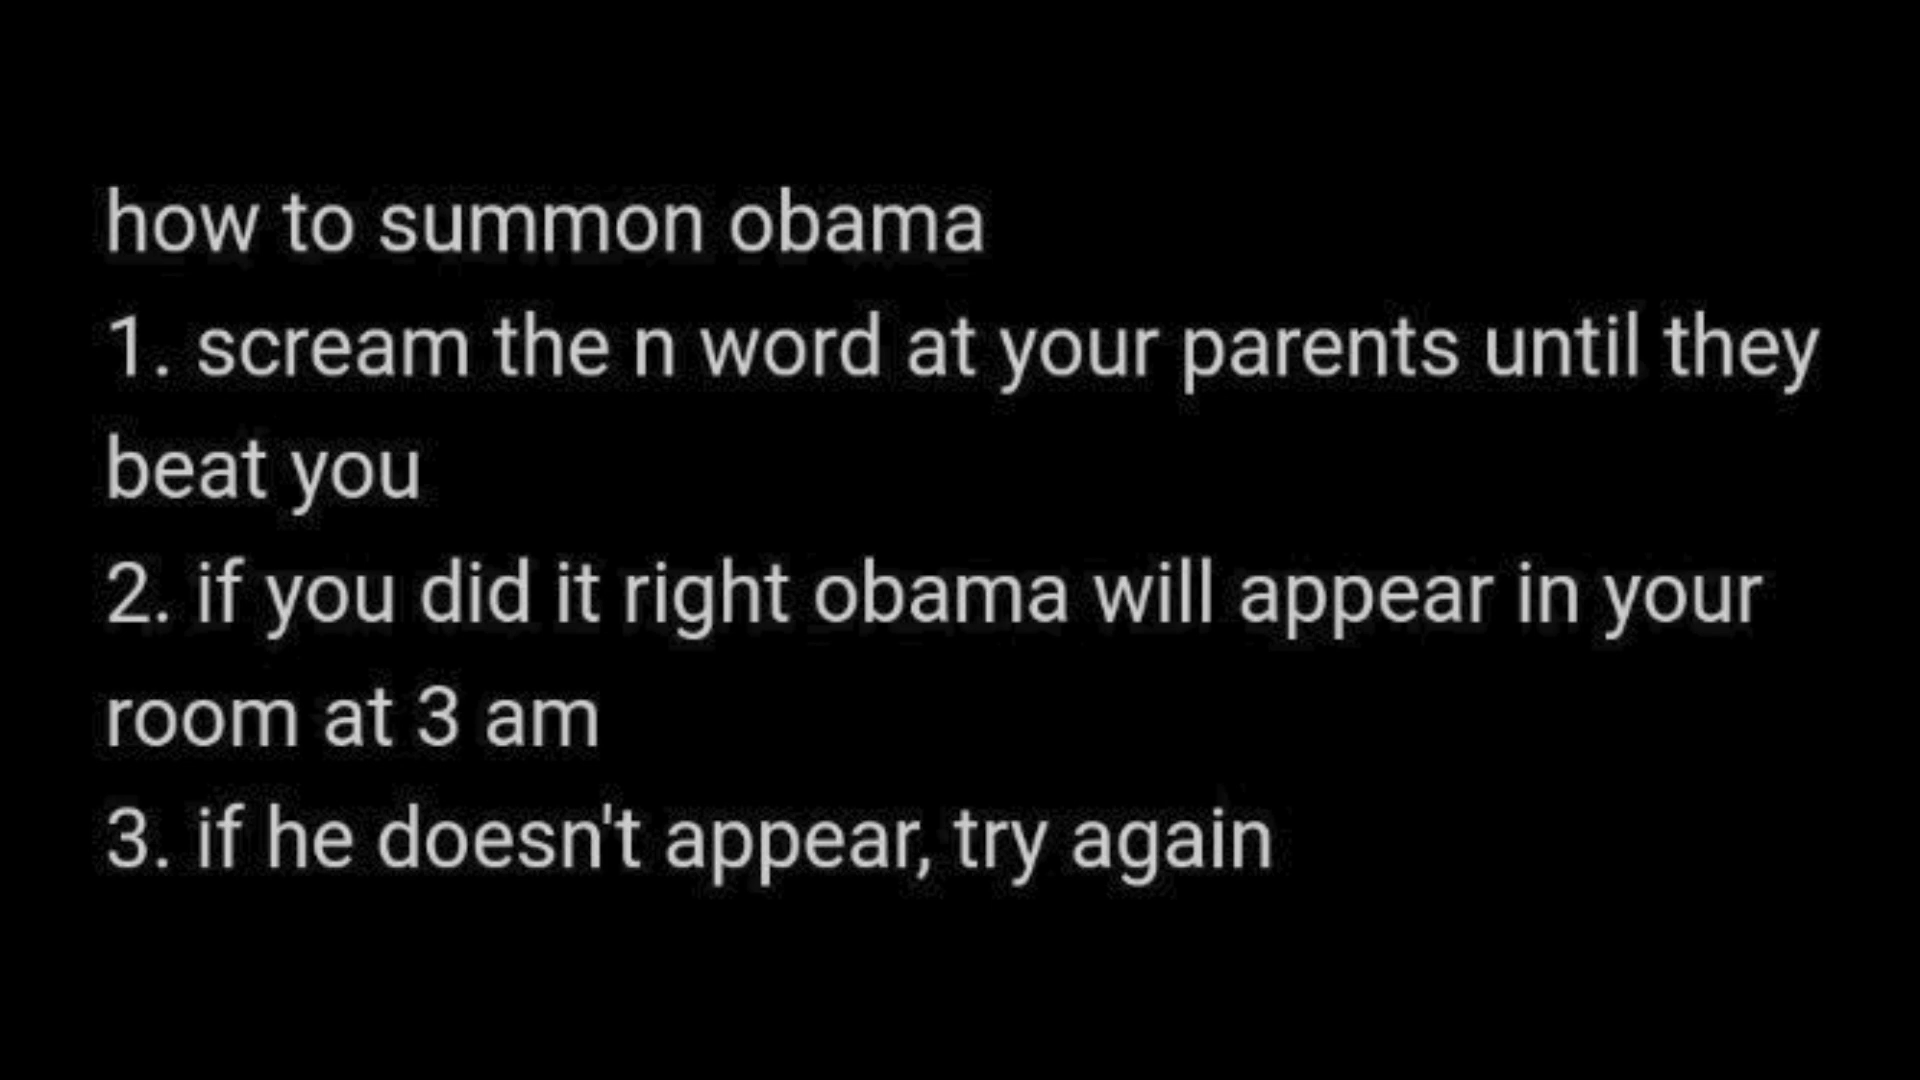 how to summon obama
1. scream the n word at your parents until they
beat you
2. if you did it right obama will appear in your
room at 3 am
3. if he doesn't appear, try again